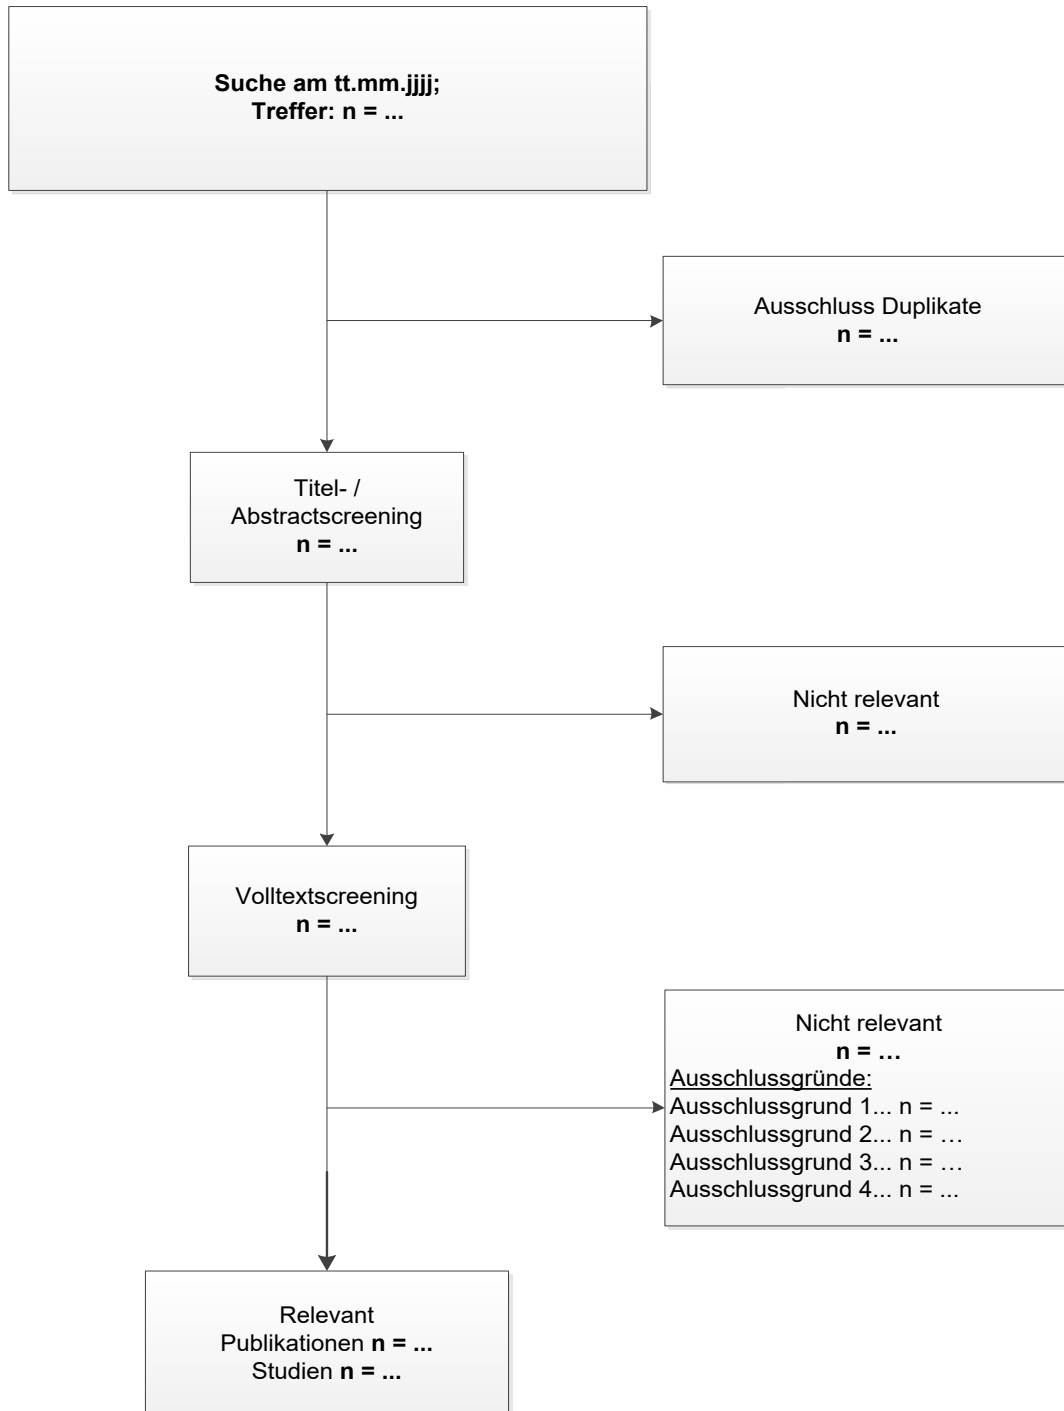 Suche am tt.mm.jjjj;
Treffer: n = ...
Ausschluss Duplikate
n = ...
Titel- /
Abstractscreening
n = ...
Nicht relevant
n = ...
Volltextscreening
n = ...
Nicht relevant
n = …
Ausschlussgründe:
Ausschlussgrund 1... n = ...
Ausschlussgrund 2... n = …
Ausschlussgrund 3... n = …
Ausschlussgrund 4... n = ...
Relevant
Publikationen n = ...
Studien n = ...